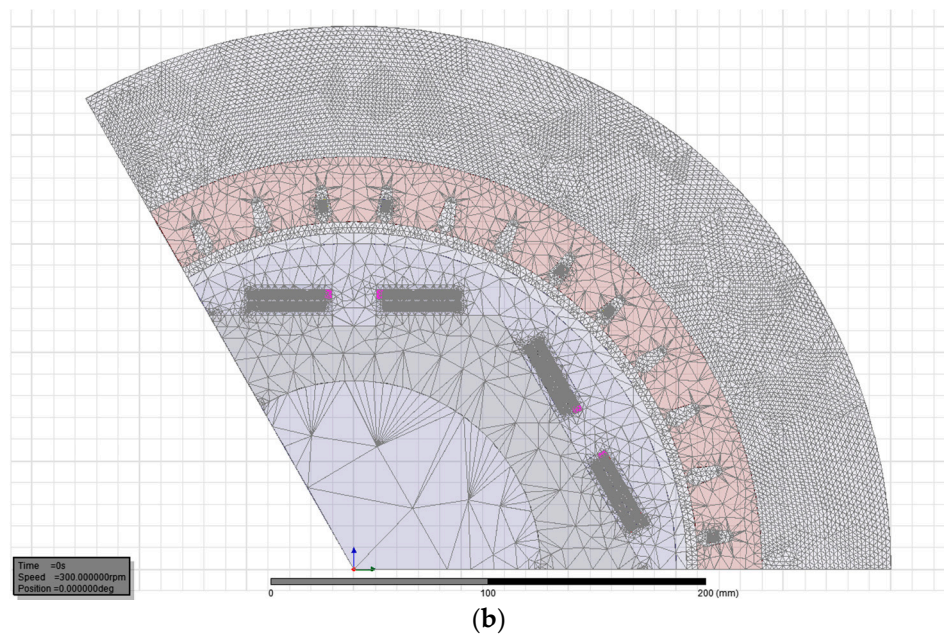 Time =0s
Speed =300.000000rpm
Position =0.000000deg
0 100 200 (mm)
(b)